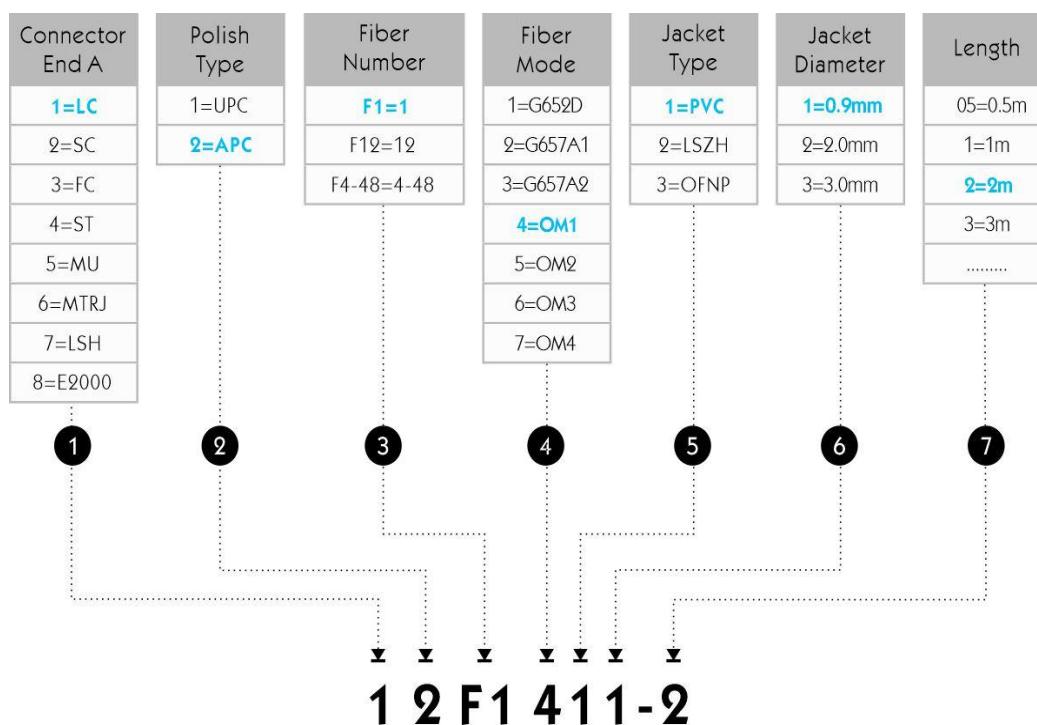 Connector
End A
1=LC
2=SC
3=FC
4=ST
5=MU
6=MTRJ
7=LSH
8=E2000
Polish
Type
1=UPC
2=APC
Fiber
Number
F1=1
F12=12
F4-48=4-48
Fiber
Mode
1=G652D
2=G657A1
3=G657A2
4=OM1
5=OM2
6=OM3
7=OM4
Jacket
Type
1=PVC
2=LSZH
3=OFNP
Jacket
Diameter
1=0.9mm
2=2.0mm
3=3.0mm
Length
05=0.5m
1=1m
2=2m
3=3m
.........
1 2 3 4 5 6 7
1 2 F1 4 1 1 - 2